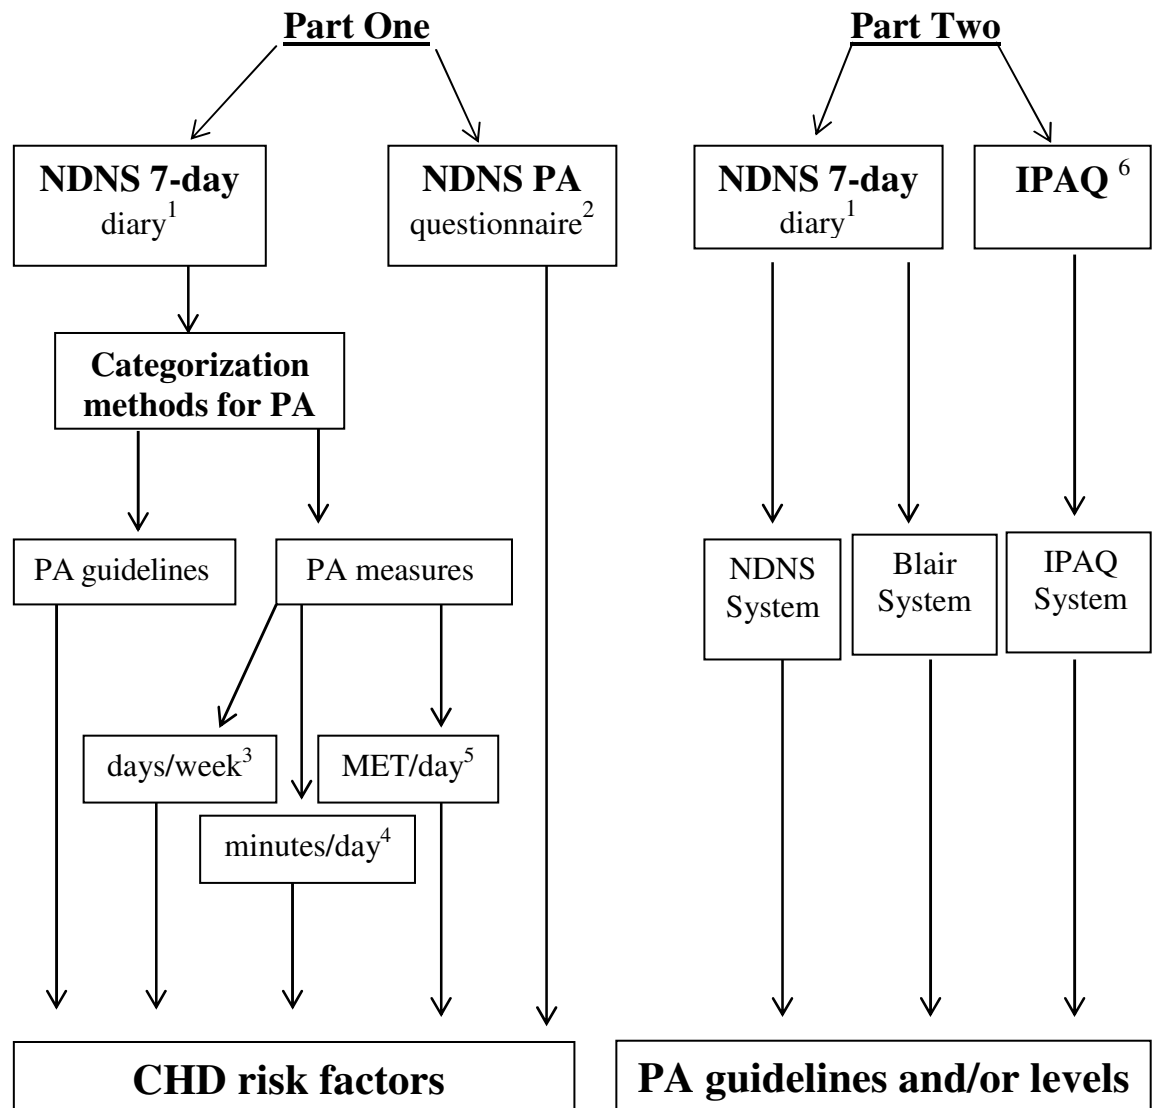 Part One
NDNS 7-day
diary1
NDNS PA
questionnaire2
Categorization
methods for PA
PA guidelines
PA measures
days/week3
MET/day5
minutes/day4
CHD risk factors
Part Two
NDNS 7-day
diary1
IPAQ 6
NDNS
System
Blair
System
IPAQ
System
PA guidelines and/or levels